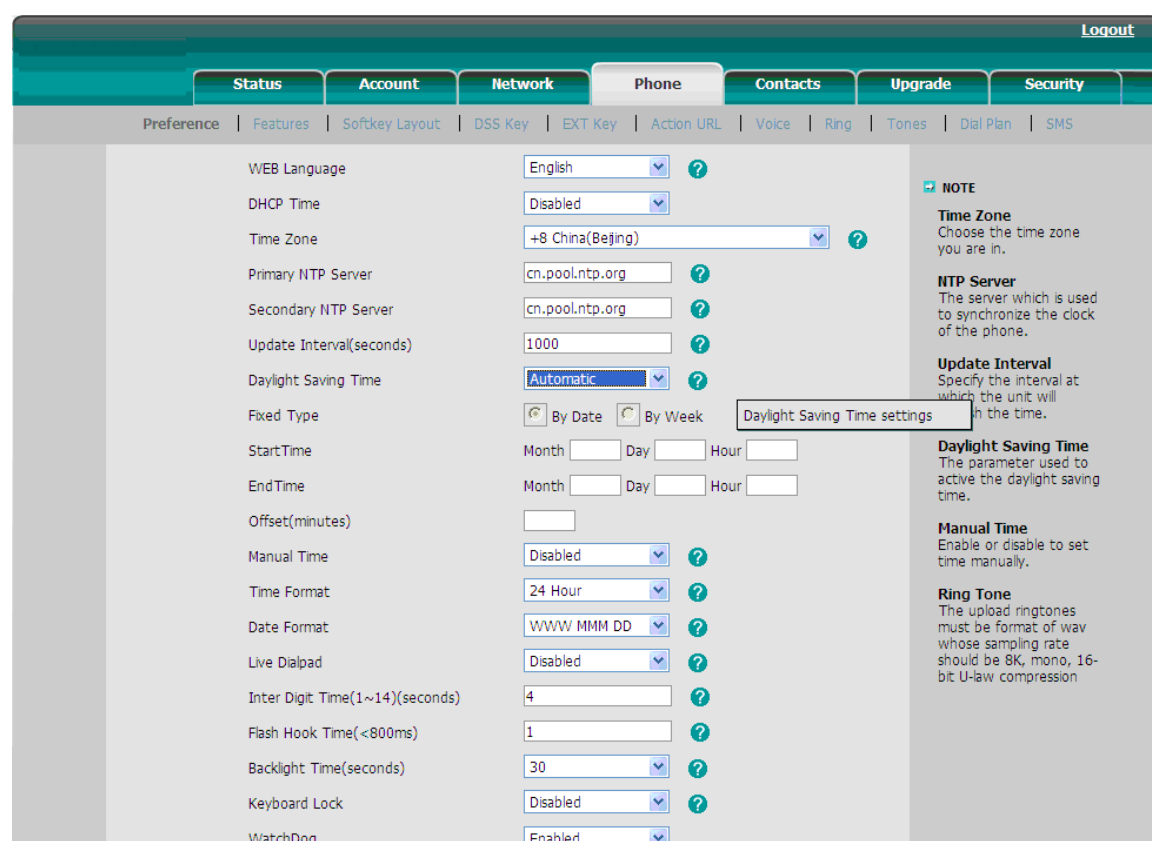 Logout
Status Account Network Phone Contacts Upgrade Security
Preference | Features | Softkey Layout | DSS Key | EXT Key | Action URL | Voice | Ring | Tones | Dial Plan | SMS
WEB Language English ?
DHCP Time Disabled
Time Zone +8 China(Beijing) ?
Primary NTP Server cn.pool.ntp.org ?
Secondary NTP Server cn.pool.ntp.org ?
Update Interval(seconds) 1000 ?
Daylight Saving Time Automatic ?
Fixed Type By Date By Week
Daylight Saving Time settings
StartTime Month Day Hour
EndTime Month Day Hour
Offset(minutes)
Manual Time Disabled ?
Time Format 24 Hour ?
Date Format WWW MMM DD ?
Live Dialpad Disabled ?
Inter Digit Time(1~14)(seconds) 4 ?
Flash Hook Time(<800ms) 1 ?
Backlight Time(seconds) 30 ?
Keyboard Lock Disabled ?
WatchDog Enabled
NOTE
Time Zone
Choose the time zone
you are in.
NTP Server
The server which is used
to synchronize the clock
of the phone.
Update Interval
Specify the interval at
which the unit will
the time.
Daylight Saving Time
The parameter used to
active the daylight saving
time.
Manual Time
Enable or disable to set
time manually.
Ring Tone
The upload ringtones
must be format of wav
whose sampling rate
should be 8K, mono, 16-
bit U-law compression